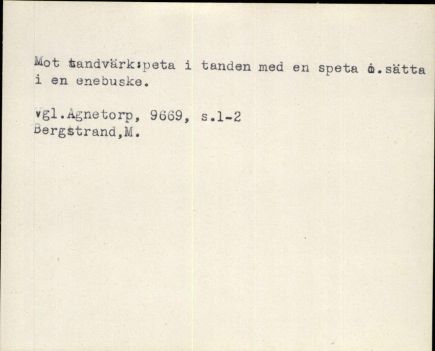 Mot tandvärk:peta i tanden med en speta o.sätta
i en enebuske.
Vgl.Agnetorp, 9669, s.1-2
Bergstrand,M.